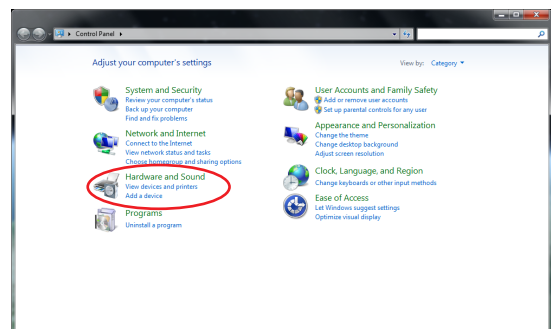 Control Panel
Adjust your computer's settings
View by: Category
System and Security
Review your computer's status
Back up your computer
Find and fix problems
Network and Internet
Connect to the Internet
View network status and tasks
Choose homegroup and sharing options
Hardware and Sound
View devices and printers
Add a device
Programs
Uninstall a program
User Accounts and Family Safety
Add or remove user accounts
Set up parental controls for any user
Appearance and Personalization
Change the theme
Change desktop background
Adjust screen resolution
Clock, Language, and Region
Change keyboards or other input methods
Ease of Access
Let Windows suggest settings
Optimize visual display